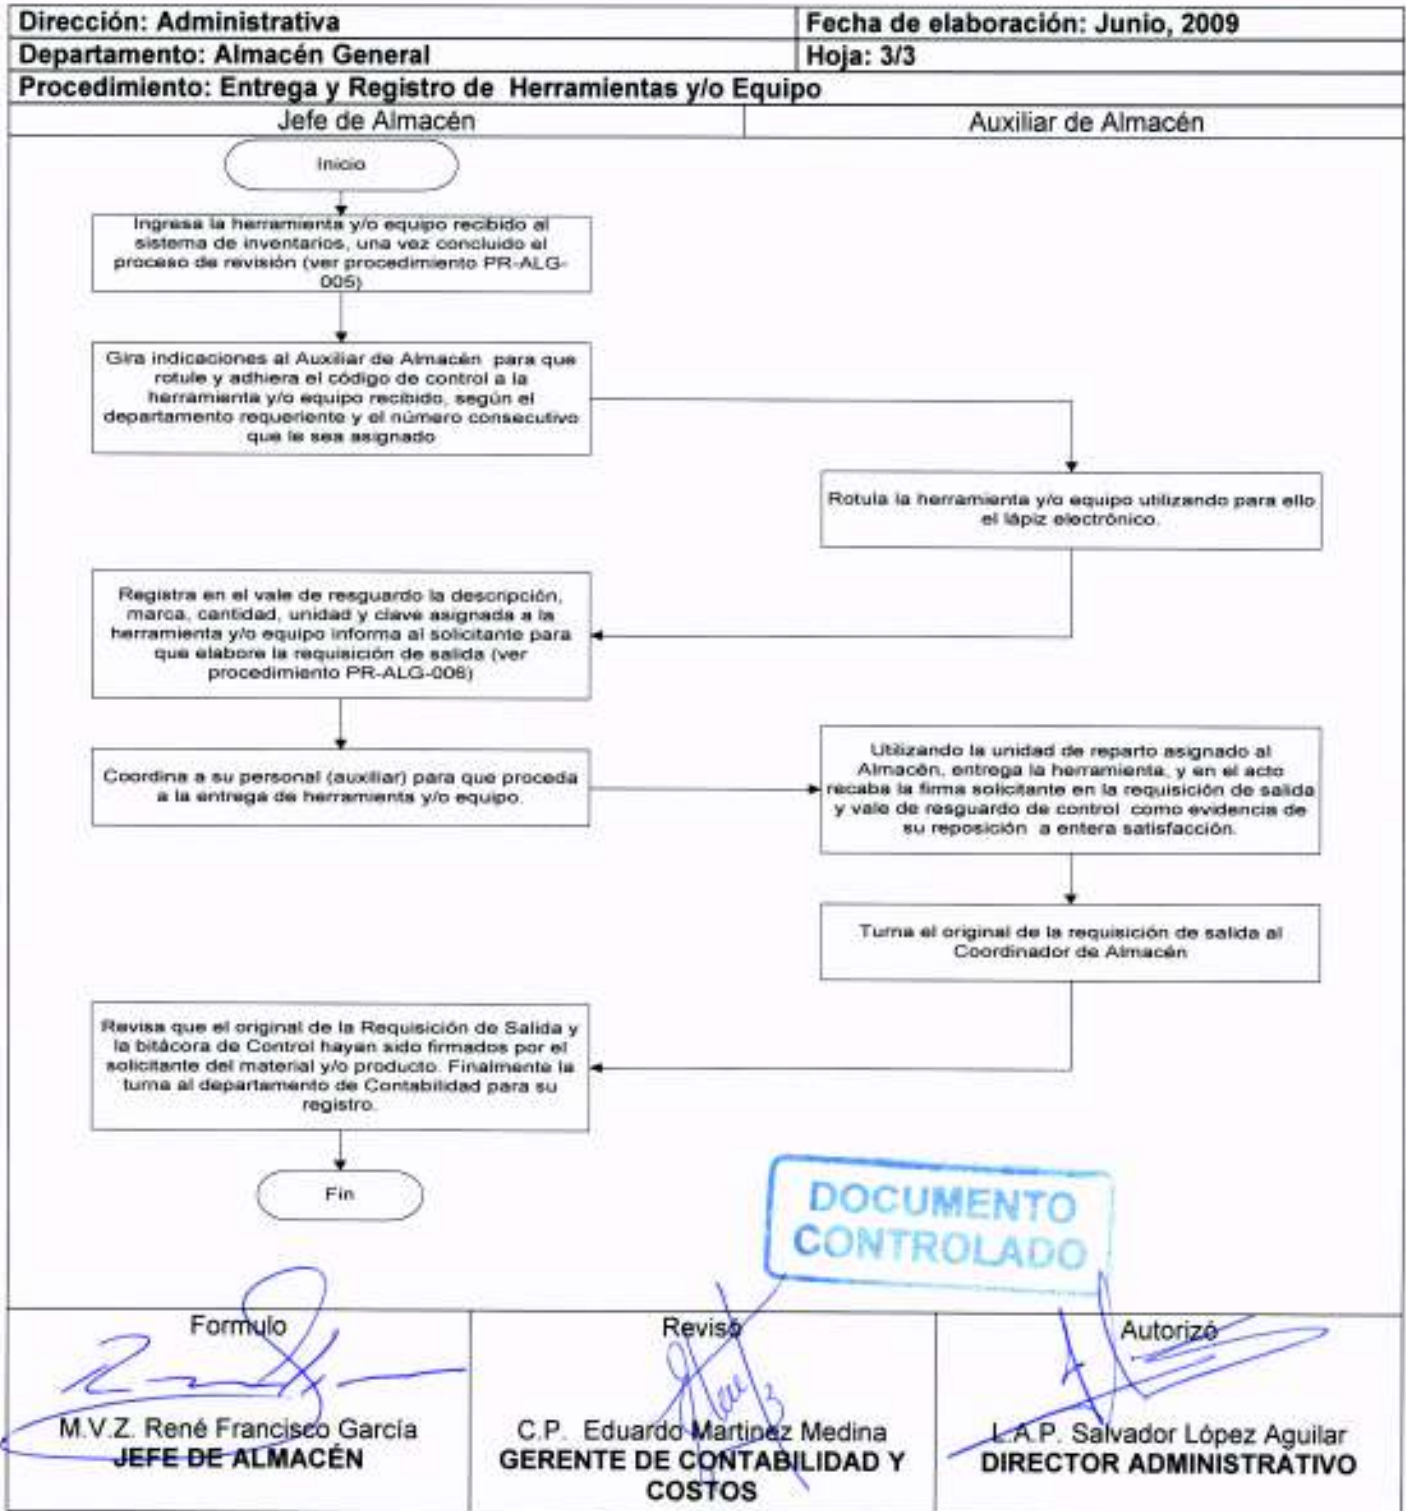 Dirección: Administrativa
Fecha de elaboración: Junio, 2009
Departamento: Almacén General
Hoja: 3/3
Procedimiento: Entrega y Registro de Herramientas y/o Equipo
Jefe de Almacén
Auxiliar de Almacén
Inicio
Ingresa la herramienta y/o equipo recibido al
sistema de inventarios, una vez concluido el
proceso de revisión (ver procedimiento PR-ALG-
005)
Gira indicaciones al Auxiliar de Almacén para que
rotule y adhiera el código de control a la
herramienta y/o equipo recibido, según el
departamento requeriente y el número consecutivo
que le sea asignado
Rotula la herramienta y/o equipo utilizando para ello
el lápiz electrónico.
Registra en el vale de resguardo la descripción,
marca, cantidad, unidad y clave asignada a la
herramienta y/o equipo informa al solicitante para
que elabore la requisición de salida (ver
procedimiento PR-ALG-006)
Coordina a su personal (auxiliar) para que proceda
a la entrega de herramienta y/o equipo.
Utilizando la unidad de reparto asignado al
Almacén, entrega la herramienta, y en el acto
recaba la firma solicitante en la requisición de salida
y vale de resguardo de control como evidencia de
su reposición a entera satisfacción.
Turna el original de la requisición de salida al
Coordinador de Almacén
Revisa que el original de la Requisición de Salida y
la bitácora de Control hayan sido firmados por el
solicitante del material y/o producto. Finalmente la
turna al departamento de Contabilidad para su
registro.
Fin
DOCUMENTO
CONTROLADO
Formulo
Revisó
Autorizó
M.V.Z. René Francisco García
JEFE DE ALMACÉN
C.P. Eduardo Martinez Medina
GERENTE DE CONTABILIDAD Y
COSTOS
L.A.P. Salvador López Aguilar
DIRECTOR ADMINISTRATIVO